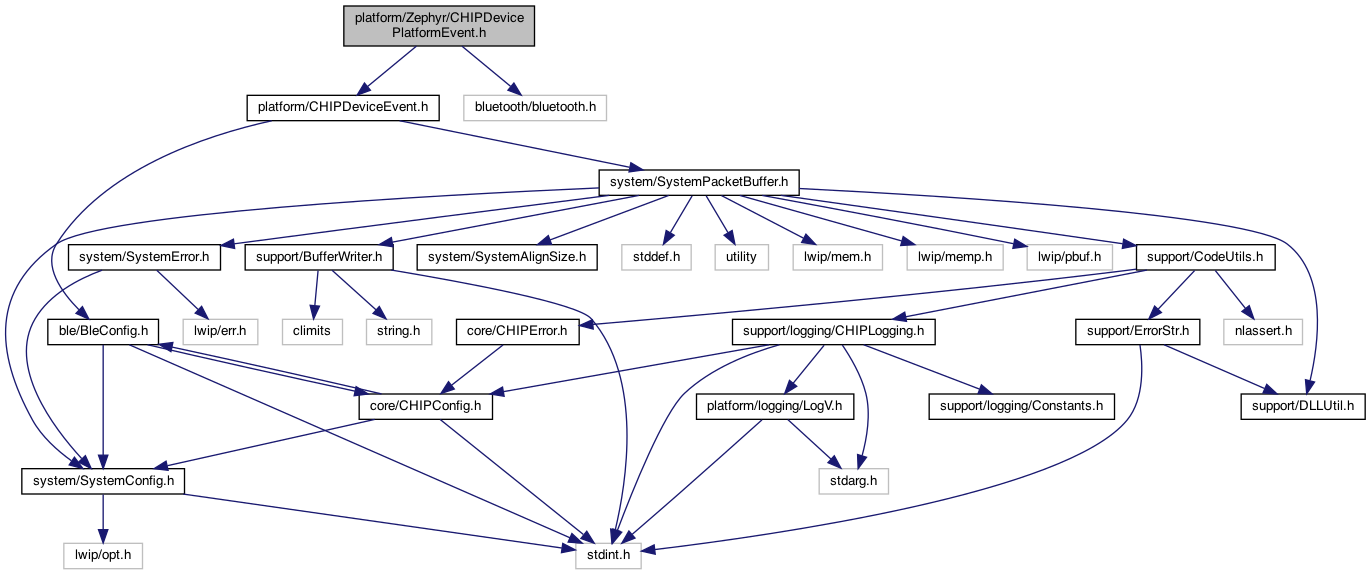 platform/Zephyr/CHIPDevice
PlatformEvent.h
platform/CHIPDeviceEvent.h
bluetooth/bluetooth.h
system/SystemPacketBuffer.h
system/SystemError.h
support/BufferWriter.h
system/SystemAlignSize.h
stddef.h
utility
lwip/mem.h
lwip/memp.h
lwip/pbuf.h
support/CodeUtils.h
ble/BleConfig.h
lwip/err.h
climits
string.h
core/CHIPError.h
support/logging/CHIPLogging.h
support/ErrorStr.h
nlassert.h
core/CHIPConfig.h
platform/logging/LogV.h
support/logging/Constants.h
support/DLLUtil.h
system/SystemConfig.h
stdarg.h
lwip/opt.h
stdint.h